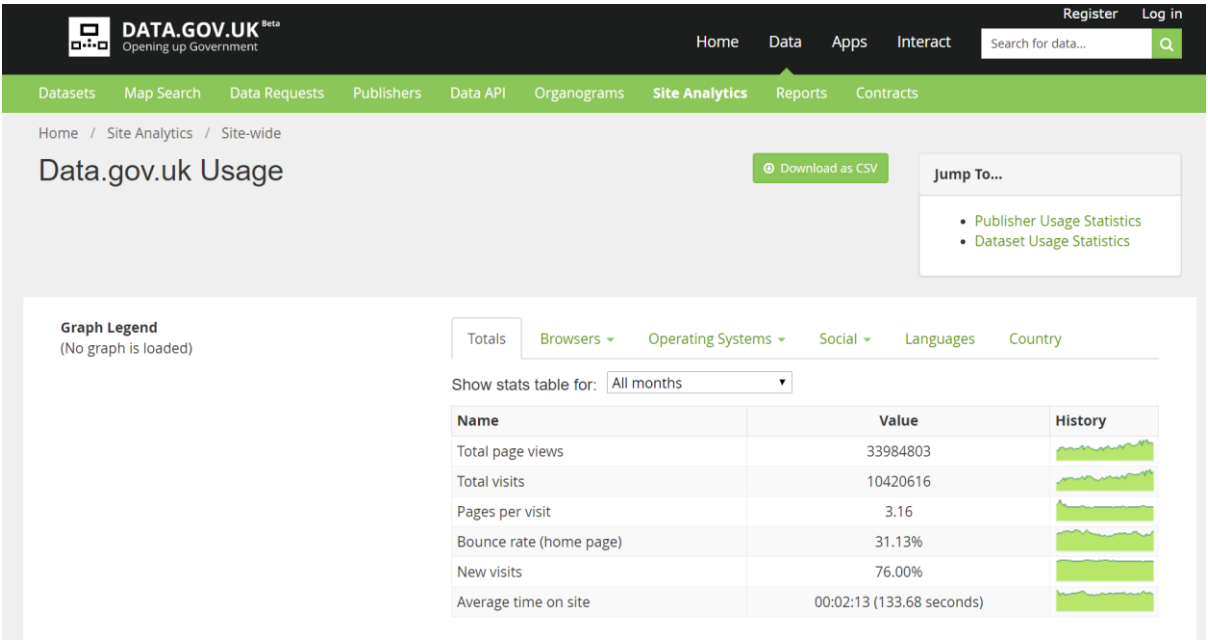 Register Log in
DATA.GOV.UK Beta
Opening up Government
Home Data Apps Interact Search for data...
Datasets Map Search Data Requests Publishers Data API Organograms Site Analytics Reports Contracts
Home / Site Analytics / Site-wide
Data.gov.uk Usage
Download as CSV
Jump To...
• Publisher Usage Statistics
• Dataset Usage Statistics
Graph Legend
(No graph is loaded)
Totals Browsers Operating Systems Social Languages Country
Show stats table for: All months
Name Value History
Total page views 33984803
Total visits 10420616
Pages per visit 3.16
Bounce rate (home page) 31.13%
New visits 76.00%
Average time on site 00:02:13 (133.68 seconds)